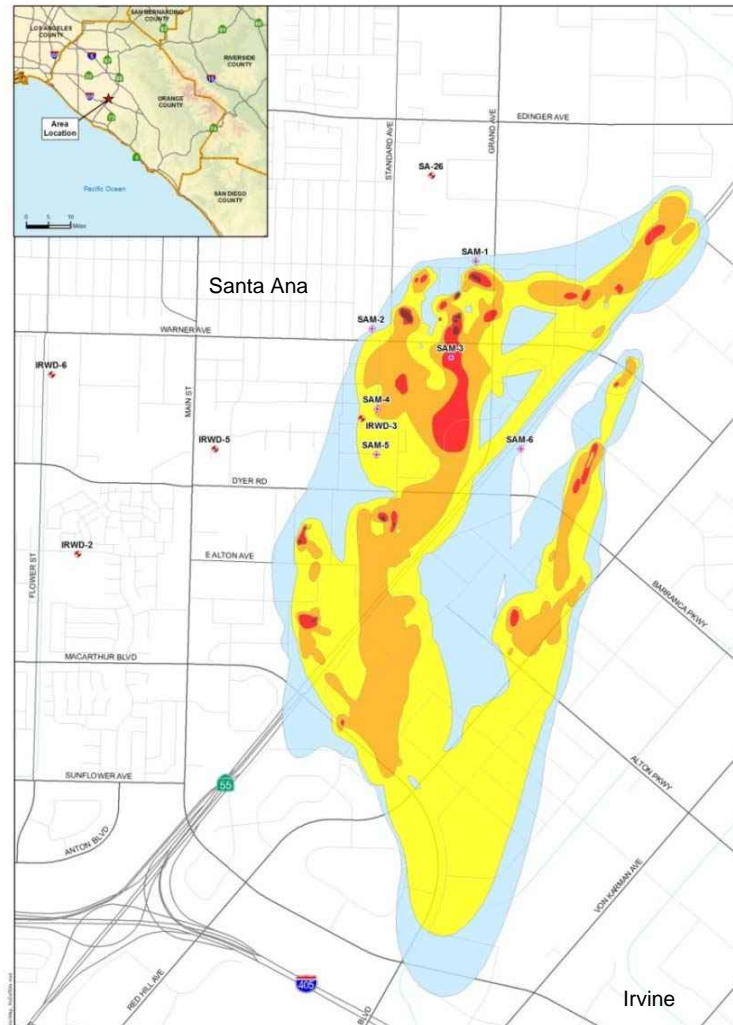 SAN BERNARDINO
COUNTY
LOS ANGELES
COUNTY
RIVERSIDE
COUNTY
ORANGE
COUNTY
Area
Location
Pacific Ocean
SAN DIEGO
COUNTY
0 5 10
Miles
EDINGER AVE
STANDARD AVE
GRAND AVE
SA-26
SAM-1
Santa Ana
SAM-2
WARNER AVE
SAM-3
IRWD-6
MAIN ST
SAM-4
IRWD-3
IRWD-5
SAM-5
SAM-6
DYER RD
FLOWER ST
IRWD-2
E ALTON AVE
BARRANCA PKWY
MACARTHUR BLVD
ALTON PKWY
SUNFLOWER AVE
55
ANTON BLVD
VON KARMAN AVE
RED HILL AVE
405
BLVD
Irvine